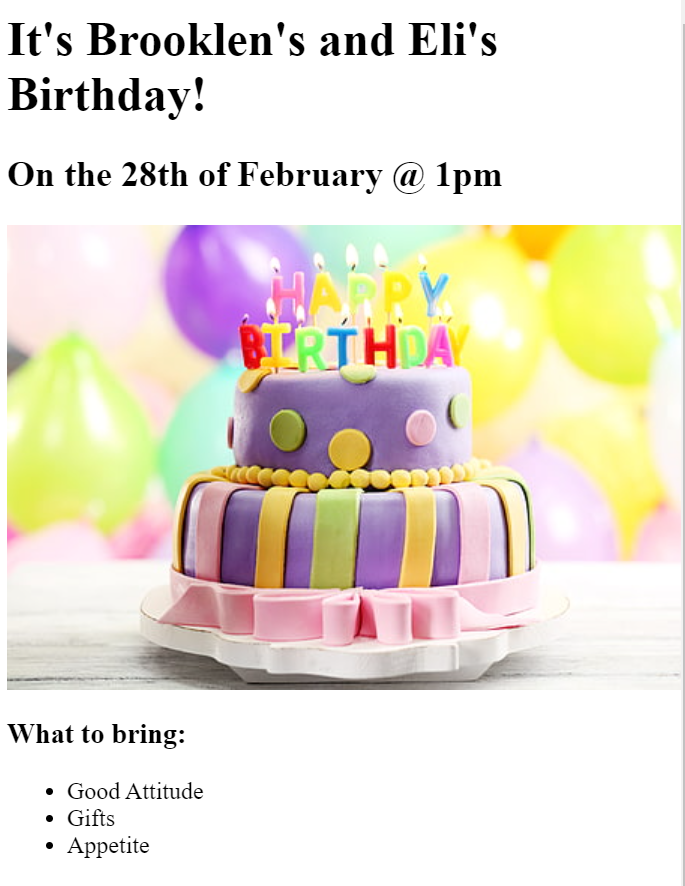 It's Brooklen's and Eli's
Birthday!
On the 28th of February @ 1pm
HAPPY
BIRTHDAY
What to bring:
Good Attitude
Gifts
Appetite